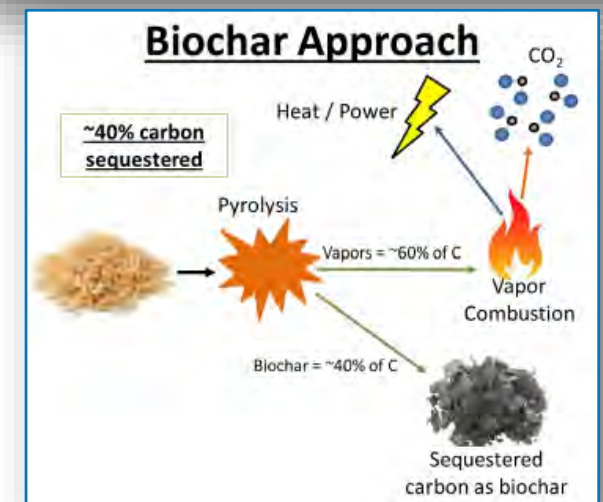 Biochar Approach
CO₂
Heat / Power
~40% carbon
sequestered
Pyrolysis
Vapors = ~60% of C
Vapor
Combustion
Biochar = ~40% of C
Sequestered
carbon as biochar